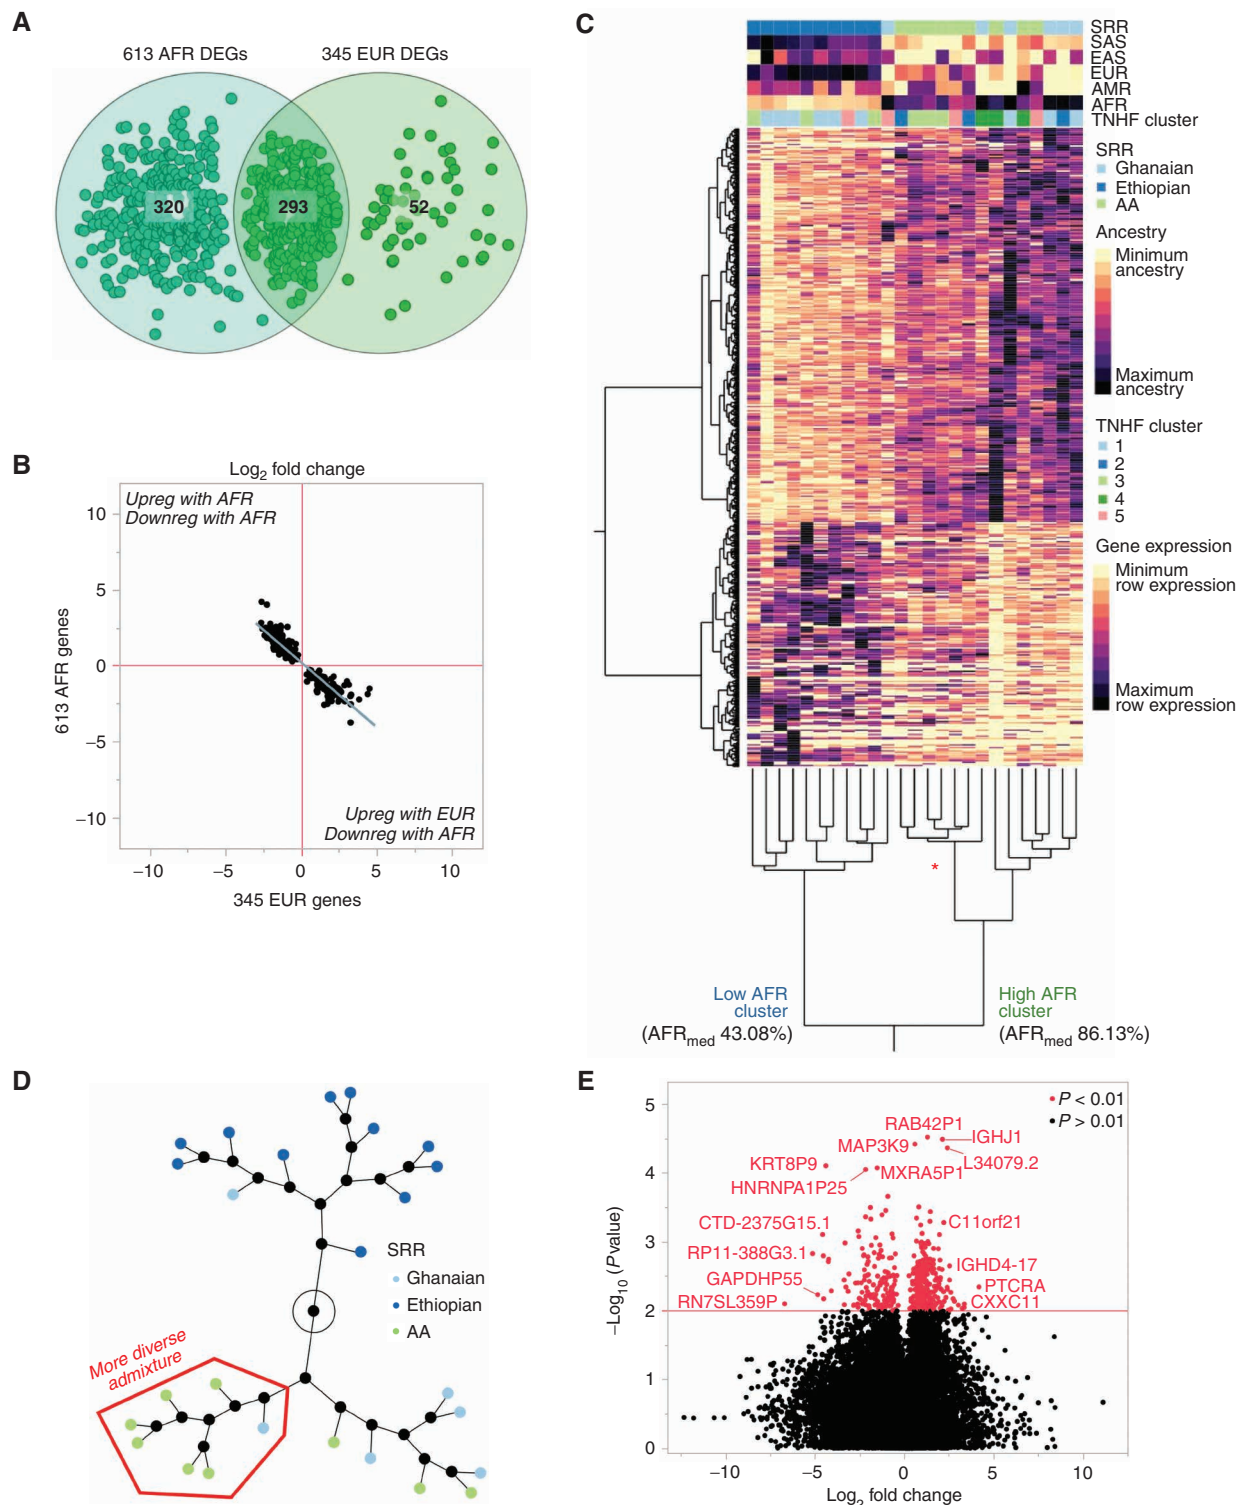 A
613 AFR DEGs
345 EUR DEGs
320
293
52
B
Log2 fold change
Upreg with AFR
Downreg with AFR
Upreg with EUR
Downreg with AFR
613 AFR genes
10
5
0
−5
−10
−10
−5
0
5
10
345 EUR genes
C
SRR
SAS
EAS
EUR
AMR
AFR
TNHF cluster
SRR
Ghanaian
Ethiopian
AA
Ancestry
Minimum
ancestry
Maximum
ancestry
TNHF cluster
1
2
3
4
5
Gene expression
Minimum
row expression
Maximum
row expression
*
Low AFR
cluster
(AFRmed 43.08%)
High AFR
cluster
(AFRmed 86.13%)
D
SRR
Ghanaian
Ethiopian
AA
More diverse
admixture
E
P < 0.01
P > 0.01
RAB42P1
IGHJ1
MAP3K9
L34079.2
KRT8P9
MXRA5P1
HNRNPA1P25
CTD-2375G15.1
C11orf21
RP11-388G3.1
IGHD4-17
GAPDHP55
PTCRA
RN7SL359P
CXXC11
−Log10 (P value)
5
4
3
2
1
0
−10
−5
0
5
10
Log2 fold change